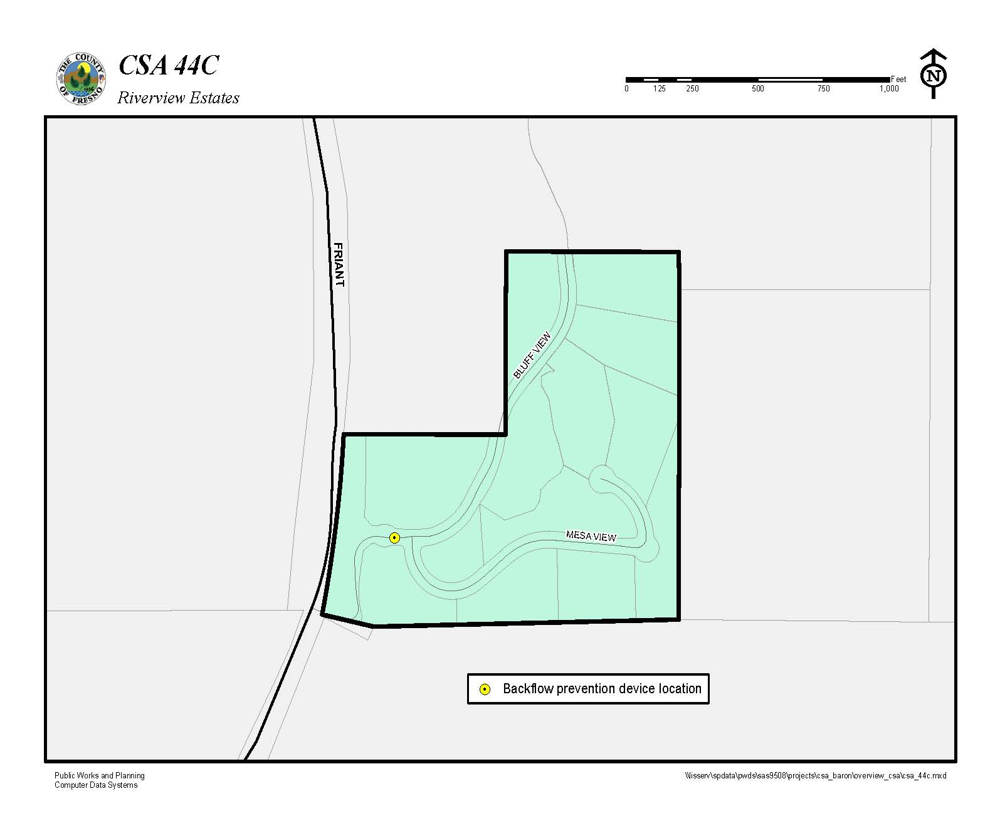 THE COUNTY
OF FRESNO
1856
CSA 44C
Riverview Estates
Feet
0 125 250 500 750 1,000
N
FRIANT
BLUFF VIEW
MESA VIEW
Backflow prevention device location
Public Works and Planning
Computer Data Systems
\\lisserv\spdata\pwds\sas9508\projects\csa_baron\overview_csa\csa_44c.mxd